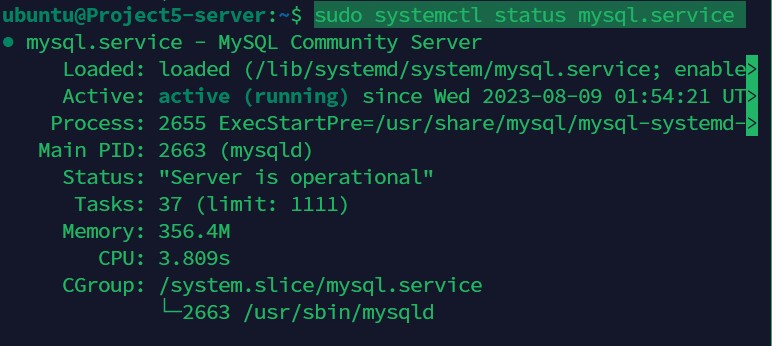 ubuntu@Project5-server:~$ sudo systemctl status mysql.service
● mysql.service - MySQL Community Server
     Loaded: loaded (/lib/systemd/system/mysql.service; enable>
     Active: active (running) since Wed 2023-08-09 01:54:21 UT>
    Process: 2655 ExecStartPre=/usr/share/mysql/mysql-systemd->
   Main PID: 2663 (mysqld)
     Status: "Server is operational"
      Tasks: 37 (limit: 1111)
     Memory: 356.4M
        CPU: 3.809s
     CGroup: /system.slice/mysql.service
             └─2663 /usr/sbin/mysqld